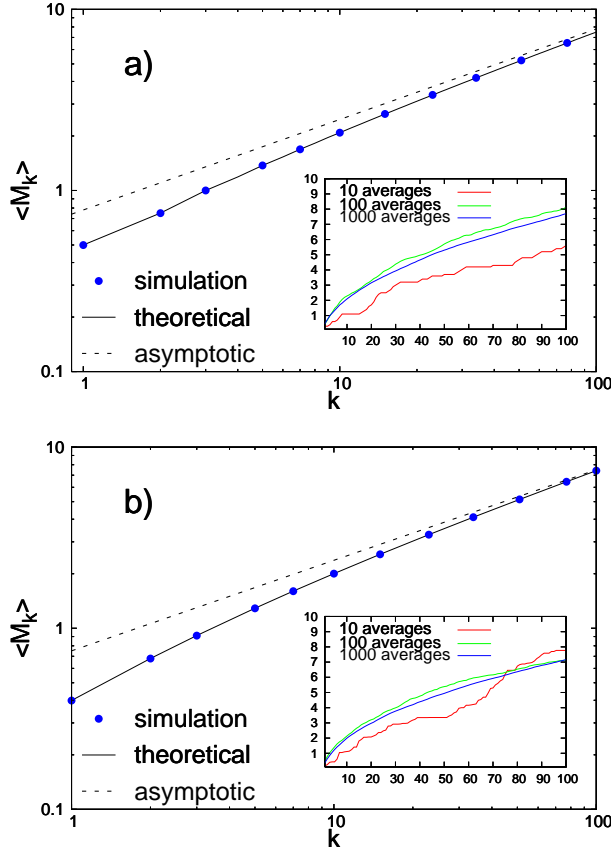 10
a)
<M_k>
1
0.1
simulation
theoretical
asymptotic
10 averages
100 averages
1000 averages
10
9
8
7
6
5
4
3
2
1
10 20 30 40 50 60 70 80 90 100
1 10 100
k
10
b)
<M_k>
1
0.1
simulation
theoretical
asymptotic
10 averages
100 averages
1000 averages
10
9
8
7
6
5
4
3
2
1
10 20 30 40 50 60 70 80 90 100
1 10 100
k